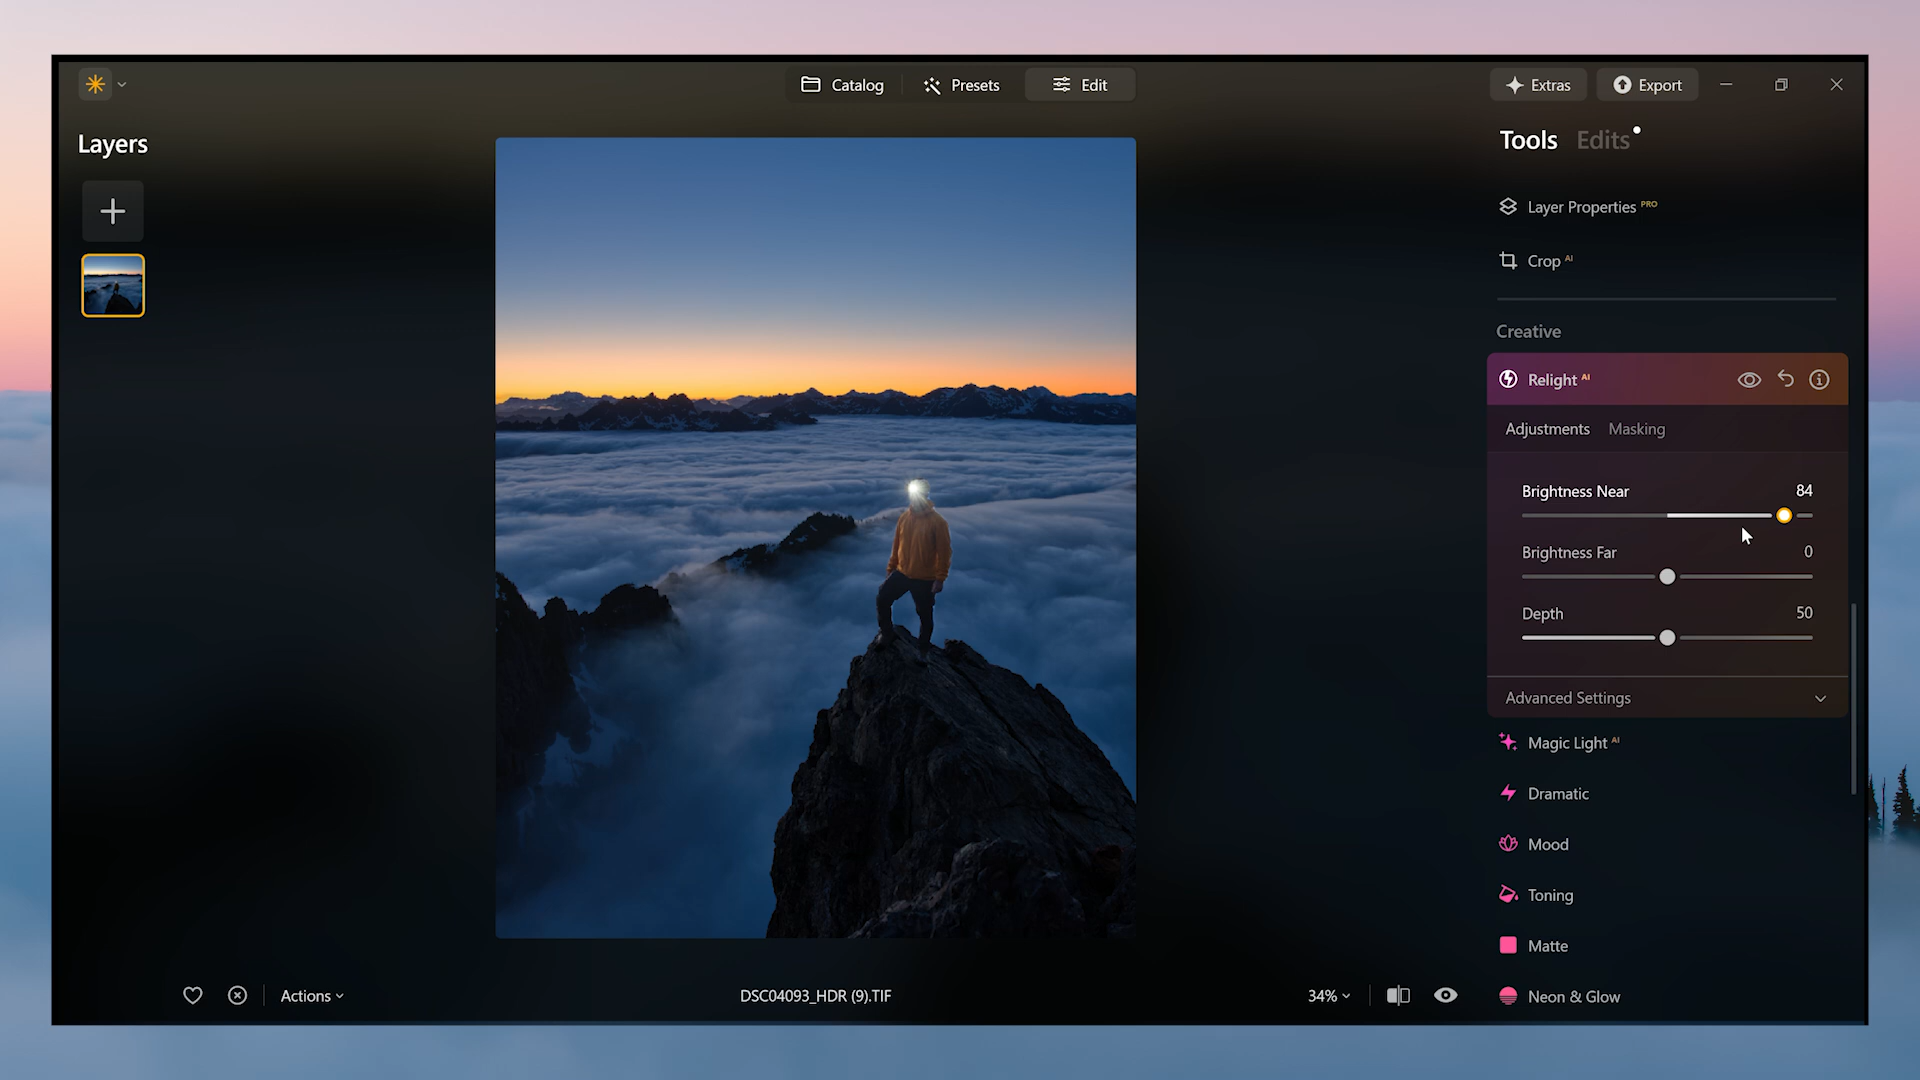 Catalog
Presets
Edit
Extras
Export
Layers
Tools
Edits
Layer Properties PRO
Crop AI
Creative
Relight AI
Adjustments
Masking
Brightness Near 84
Brightness Far 0
Depth 50
Advanced Settings
Magic Light AI
Dramatic
Mood
Toning
Matte
Neon & Glow
Actions
DSC04093_HDR (9).TIF
34%